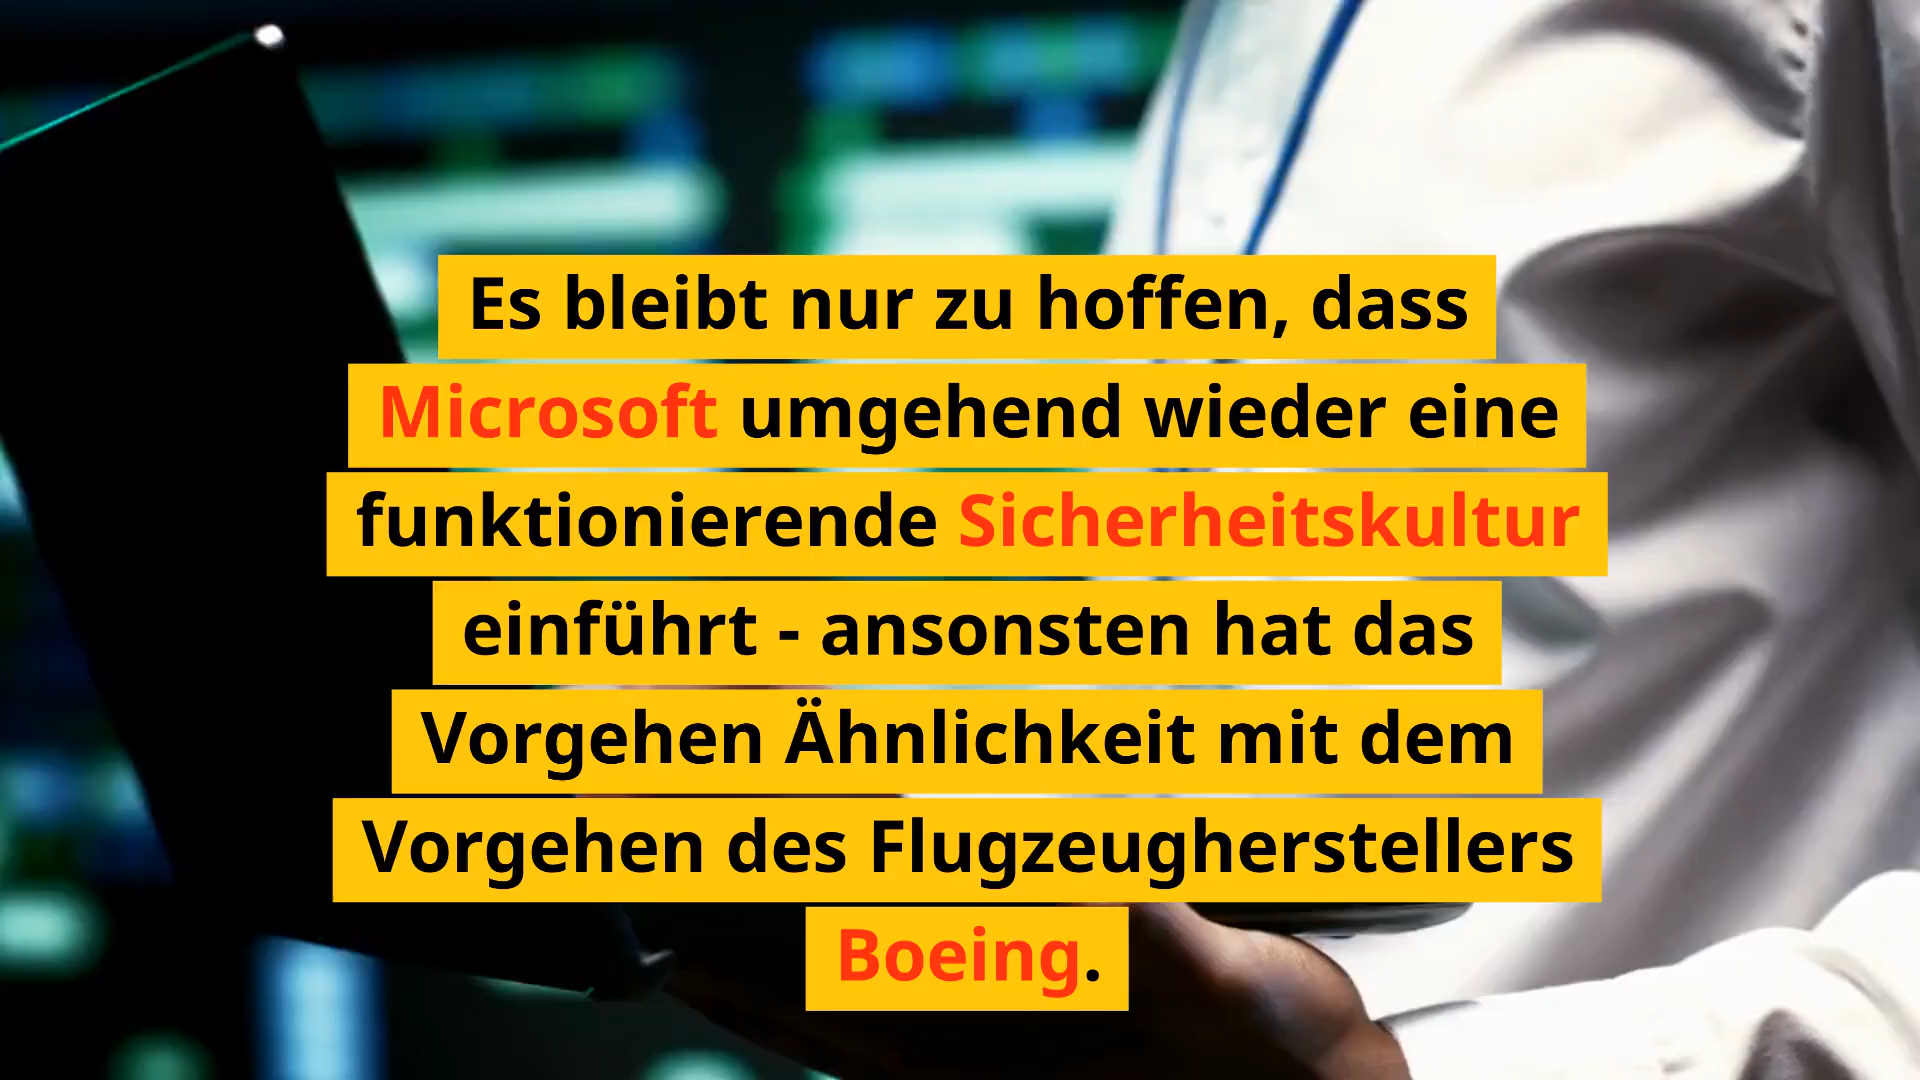 Es bleibt nur zu hoffen, dass
Microsoft umgehend wieder eine
funktionierende Sicherheitskultur
einführt - ansonsten hat das
Vorgehen Ähnlichkeit mit dem
Vorgehen des Flugzeugherstellers
Boeing.